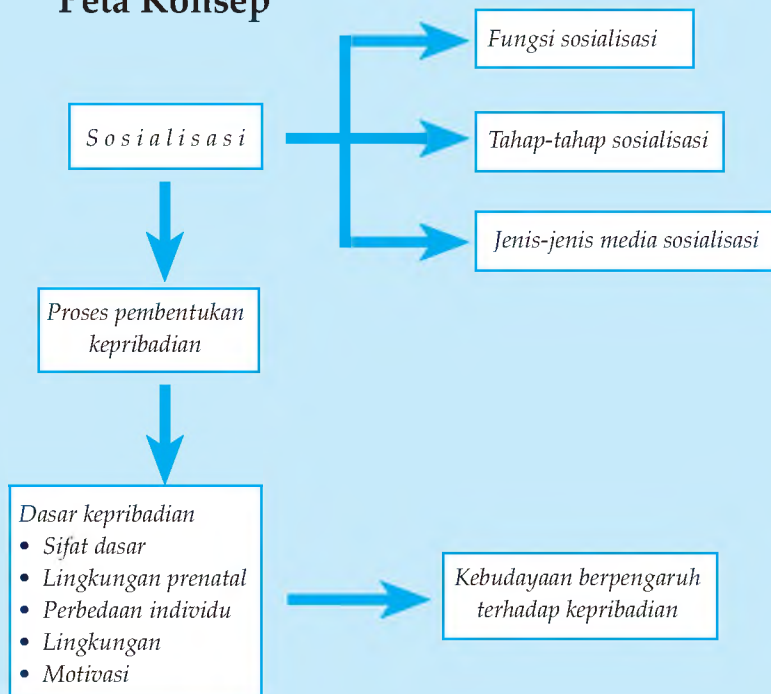 Peta Konsep
Fungsi sosialisasi
Sosialisasi
Tahap-tahap sosialisasi
Jenis-jenis media sosialisasi
Proses pembentukan
kepribadian
Dasar kepribadian
• Sifat dasar
• Lingkungan prenatal
• Perbedaan individu
• Lingkungan
• Motivasi
Kebudayaan berpengaruh
terhadap kepribadian